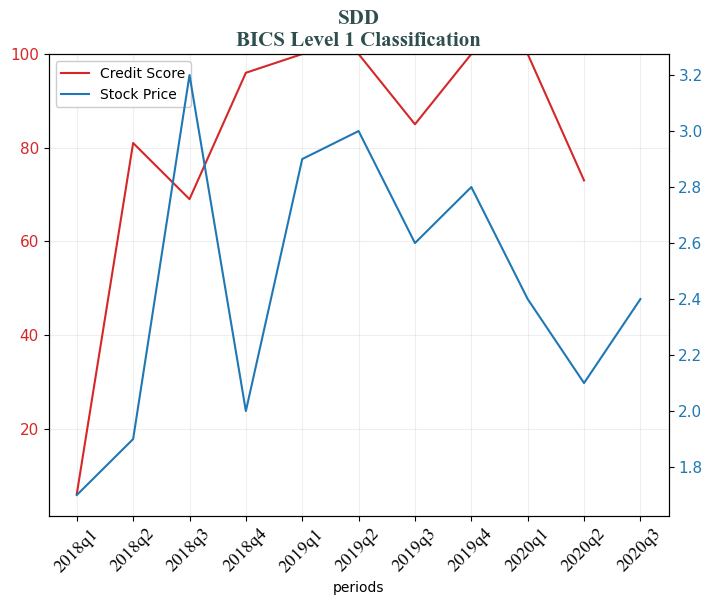 SDD
BICS Level 1 Classification
Credit Score
Stock Price
100
80
60
40
20
3.2
3.0
2.8
2.6
2.4
2.2
2.0
1.8
2018q1
2018q2
2018q3
2018q4
2019q1
2019q2
2019q3
2019q4
2020q1
2020q2
2020q3
periods